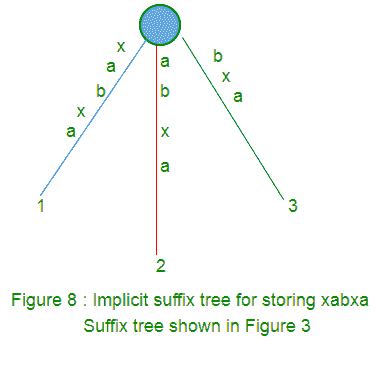 x a b x a
a b x a
b x a
1
2
3
Figure 8 : Implicit suffix tree for storing xabxa
Suffix tree shown in Figure 3